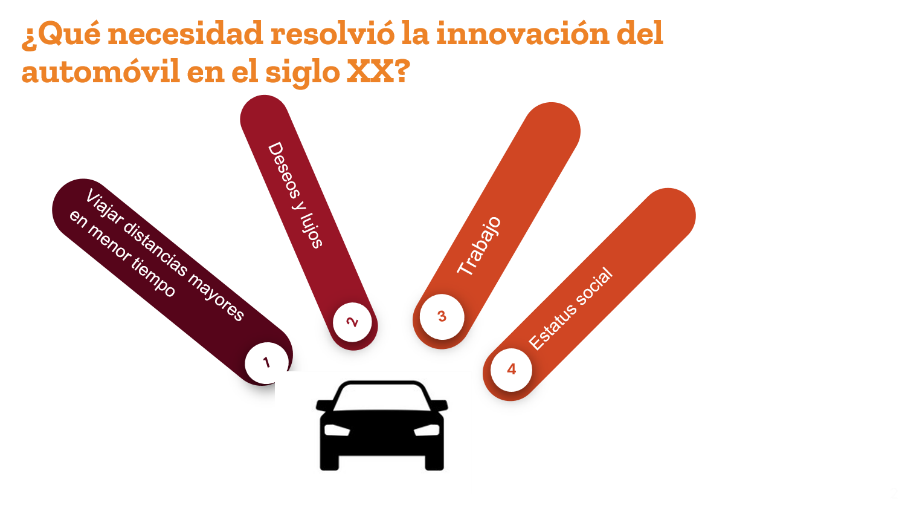 ¿Qué necesidad resolvió la innovación del
automóvil en el siglo XX?
Viajar distancias mayores
en menor tiempo
1
Deseos y lujos
2
Trabajo
3
Estatus social
4